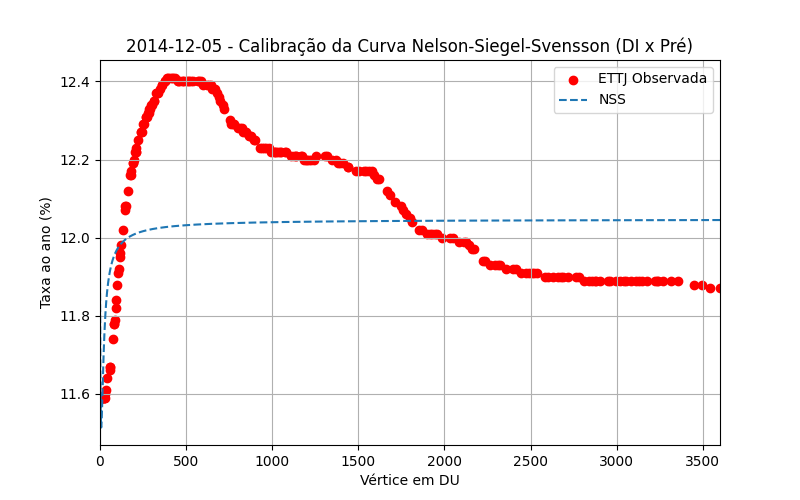 2014-12-05 - Calibração da Curva Nelson-Siegel-Svensson (DI x Pré)
ETTJ Observada
NSS
Taxa ao ano (%)
12.4
12.2
12.0
11.8
11.6
0 500 1000 1500 2000 2500 3000 3500
Vértice em DU